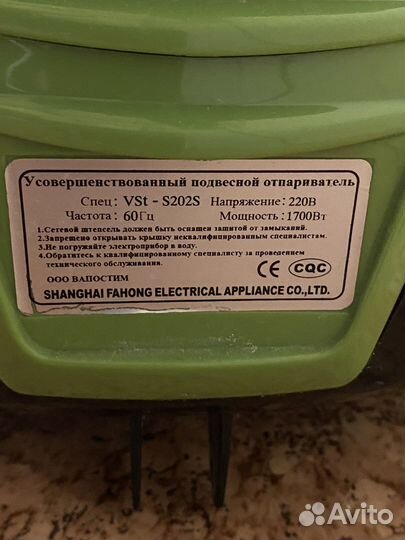 Усовершенствованный подвесной отпариватель
Спец: VSt - S202S Напряжение: 220В
Частота: 60Гц Мощность: 1700Вт
1.Сетевой штепсель должен быть оснащен защитой от замыканий.
2.Запрещено открывать крышку неквалифицированным специалистам.
3.Не погружайте электроприбор в воду.
4.Обратитесь к квалифицированному специалисту за проведением
технического обслуживания.
CE CQC
ООО ВАПОСТИМ
SHANGHAI FAHONG ELECTRICAL APPLIANCE CO.,LTD.
Avito